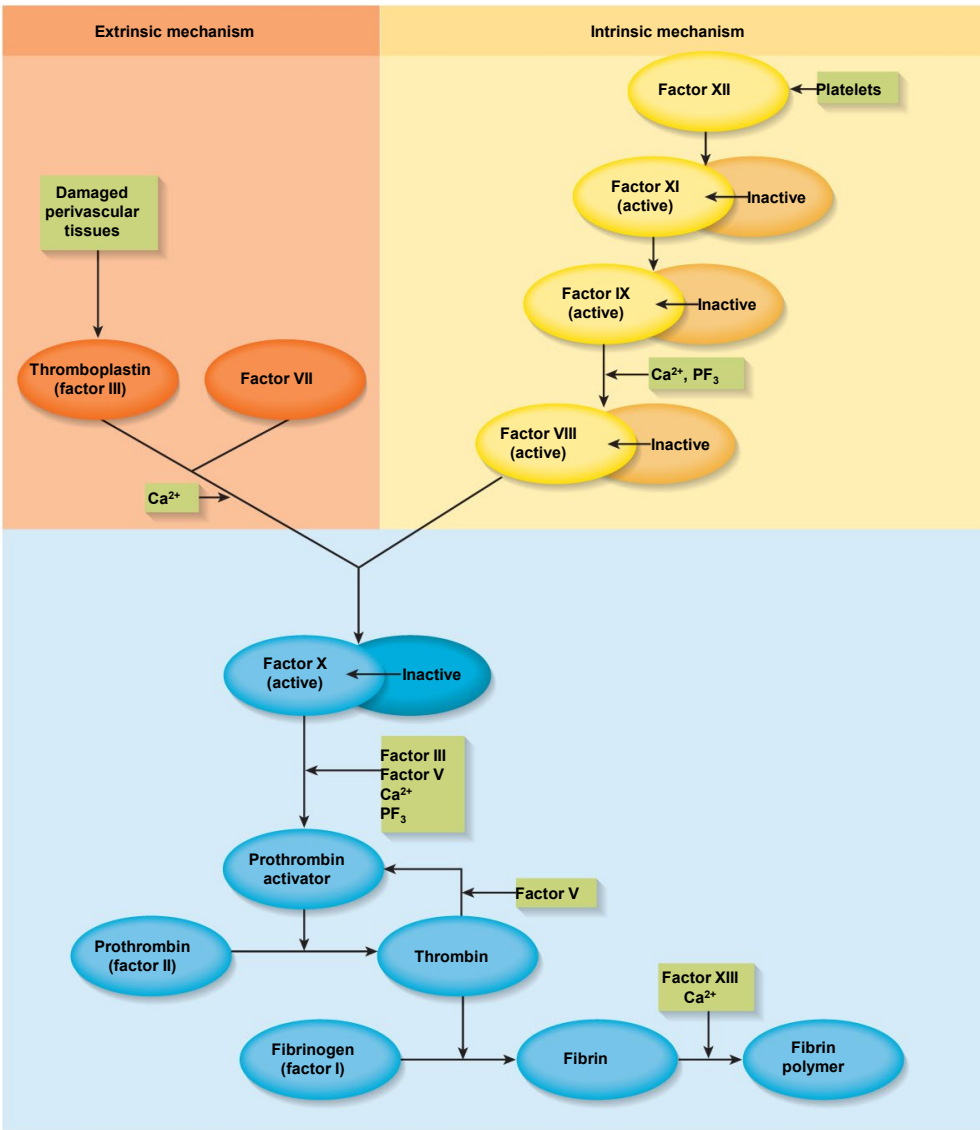 Extrinsic mechanism
Intrinsic mechanism
Factor XII
Platelets
Factor XI
(active)
Inactive
Damaged
perivascular
tissues
Factor IX
(active)
Inactive
Thromboplastin
(factor III)
Factor VII
Ca²⁺, PF₃
Factor VIII
(active)
Inactive
Ca²⁺
Factor X
(active)
Inactive
Factor III
Factor V
Ca²⁺
PF₃
Prothrombin
activator
Factor V
Prothrombin
(factor II)
Thrombin
Factor XIII
Ca²⁺
Fibrinogen
(factor I)
Fibrin
Fibrin
polymer